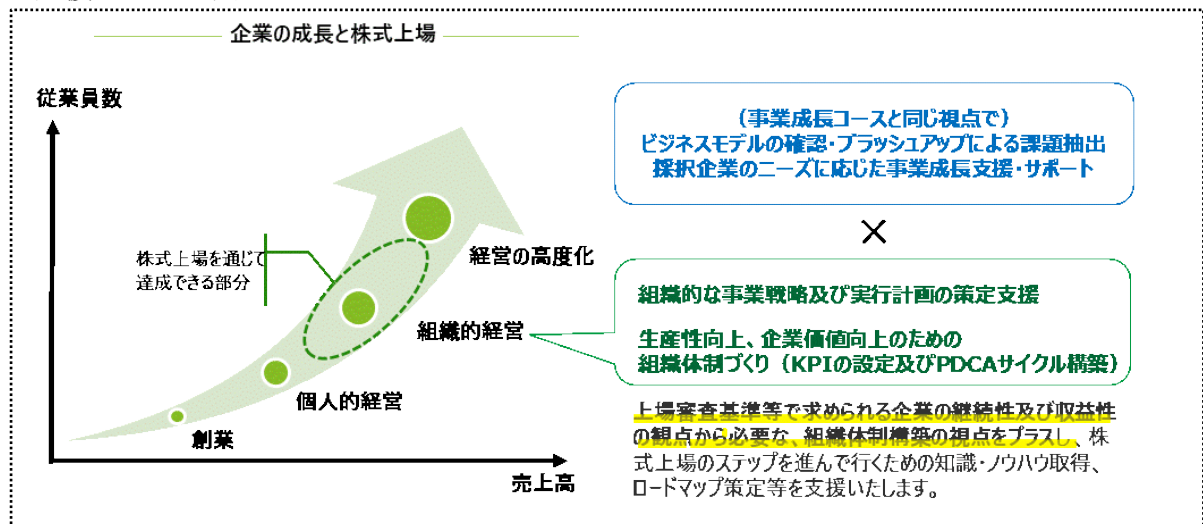 企業の成長と株式上場
従業員数
株式上場を通じて
達成できる部分
経営の高度化
組織的経営
個人的経営
創業
売上高
（事業成長コースと同じ視点で）
ビジネスモデルの確認・ブラッシュアップによる課題抽出
採択企業のニーズに応じた事業成長支援・サポート
×
組織的な事業戦略及び実行計画の策定支援
生産性向上、企業価値向上のための
組織体制づくり（KPIの設定及びPDCAサイクル構築）
上場審査基準等で求められる企業の継続性及び収益性
の観点から必要な、組織体制構築の視点をプラスし、株
式上場のステップを進んで行くための知識・ノウハウ取得、
ロードマップ策定等を支援いたします。